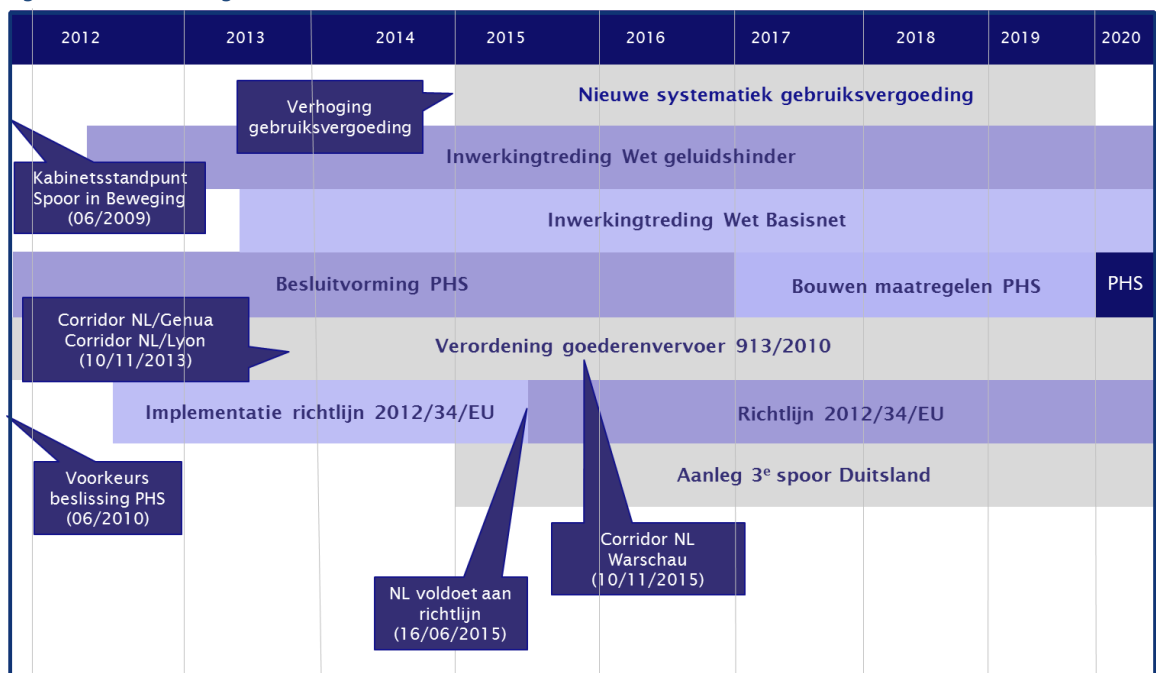 2012 2013 2014 2015 2016 2017 2018 2019 2020
Nieuwe systematiek gebruiksvergoeding
Verhoging
gebruiksvergoeding
Inwerkingtreding Wet geluidshinder
Kabinetsstandpunt
Spoor in Beweging
(06/2009)
Inwerkingtreding Wet Basisnet
Besluitvorming PHS
Bouwen maatregelen PHS
PHS
Corridor NL/Genua
Corridor NL/Lyon
(10/11/2013)
Verordening goederenvervoer 913/2010
Implementatie richtlijn 2012/34/EU
Richtlijn 2012/34/EU
Voorkeurs
beslissing PHS
(06/2010)
Aanleg 3e spoor Duitsland
Corridor NL
Warschau
(10/11/2015)
NL voldoet aan
richtlijn
(16/06/2015)